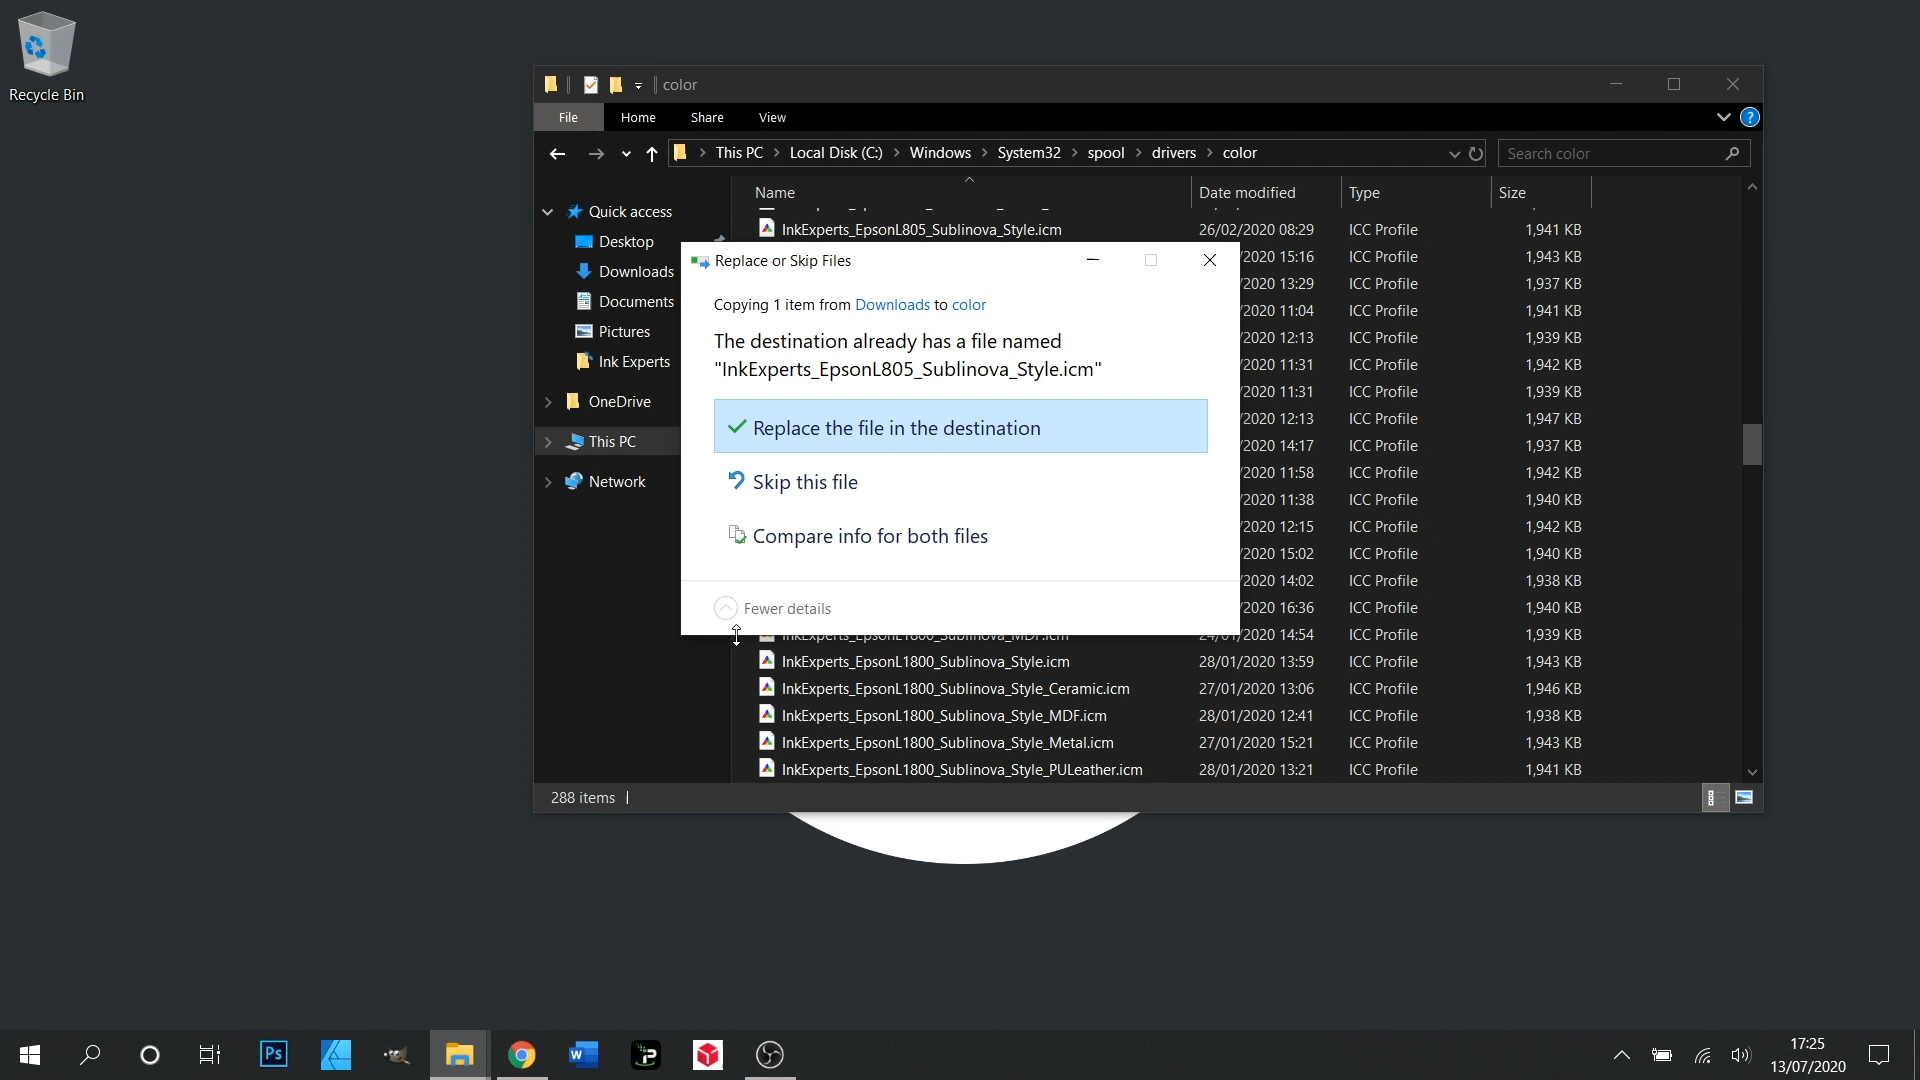 Recycle Bin
color
File Home Share View
This PC Local Disk (C:) Windows System32 spool drivers color
Search color
Name Date modified Type Size
Quick access
Desktop
Downloads
Documents
Pictures
Ink Experts
OneDrive
This PC
Network
InkExperts_EpsonL805_Sublinova_Style.icm 26/02/2020 08:29 ICC Profile 1,941 KB
/2020 15:16 ICC Profile 1,943 KB
/2020 13:29 ICC Profile 1,937 KB
/2020 11:04 ICC Profile 1,941 KB
/2020 12:13 ICC Profile 1,939 KB
/2020 11:31 ICC Profile 1,942 KB
/2020 11:31 ICC Profile 1,939 KB
/2020 12:13 ICC Profile 1,947 KB
/2020 14:17 ICC Profile 1,937 KB
/2020 11:58 ICC Profile 1,942 KB
/2020 11:38 ICC Profile 1,940 KB
/2020 12:15 ICC Profile 1,942 KB
/2020 15:02 ICC Profile 1,940 KB
/2020 14:02 ICC Profile 1,938 KB
/2020 16:36 ICC Profile 1,940 KB
InkExperts_EpsonL1800_Sublinova_MDF.icm 24/01/2020 14:54 ICC Profile 1,939 KB
InkExperts_EpsonL1800_Sublinova_Style.icm 28/01/2020 13:59 ICC Profile 1,943 KB
InkExperts_EpsonL1800_Sublinova_Style_Ceramic.icm 27/01/2020 13:06 ICC Profile 1,946 KB
InkExperts_EpsonL1800_Sublinova_Style_MDF.icm 28/01/2020 12:41 ICC Profile 1,938 KB
InkExperts_EpsonL1800_Sublinova_Style_Metal.icm 27/01/2020 15:21 ICC Profile 1,943 KB
InkExperts_EpsonL1800_Sublinova_Style_PULeather.icm 28/01/2020 13:21 ICC Profile 1,941 KB
288 items
Replace or Skip Files
Copying 1 item from Downloads to color
The destination already has a file named
"InkExperts_EpsonL805_Sublinova_Style.icm"
Replace the file in the destination
Skip this file
Compare info for both files
Fewer details
Ps
17:25
13/07/2020